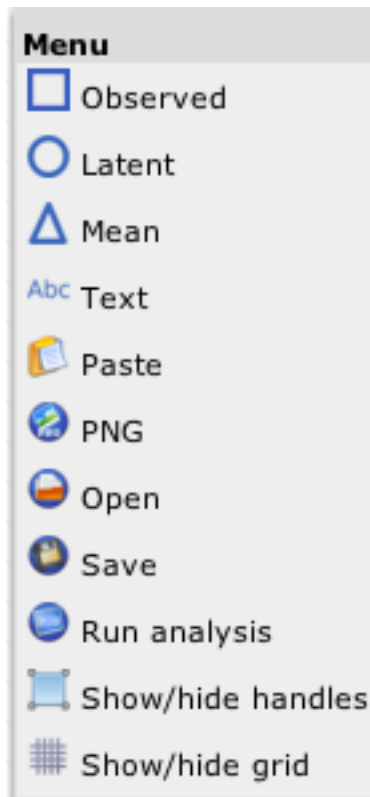 Menu
Observed
Latent
Mean
Abc Text
Paste
PNG
Open
Save
Run analysis
Show/hide handles
Show/hide grid